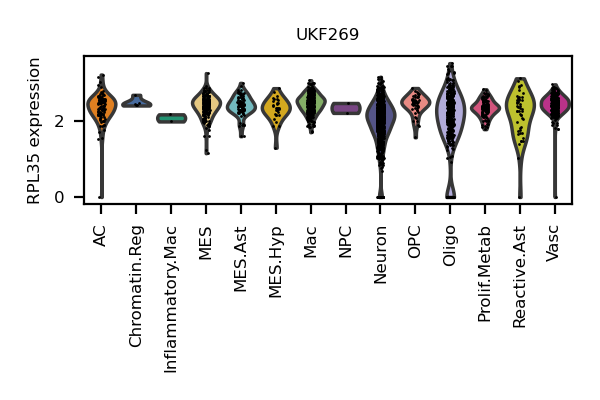 UKF269
RPL35 expression
2
0
AC
Chromatin.Reg
Inflammatory.Mac
MES
MES.Ast
MES.Hyp
Mac
NPC
Neuron
OPC
Oligo
Prolif.Metab
Reactive.Ast
Vasc